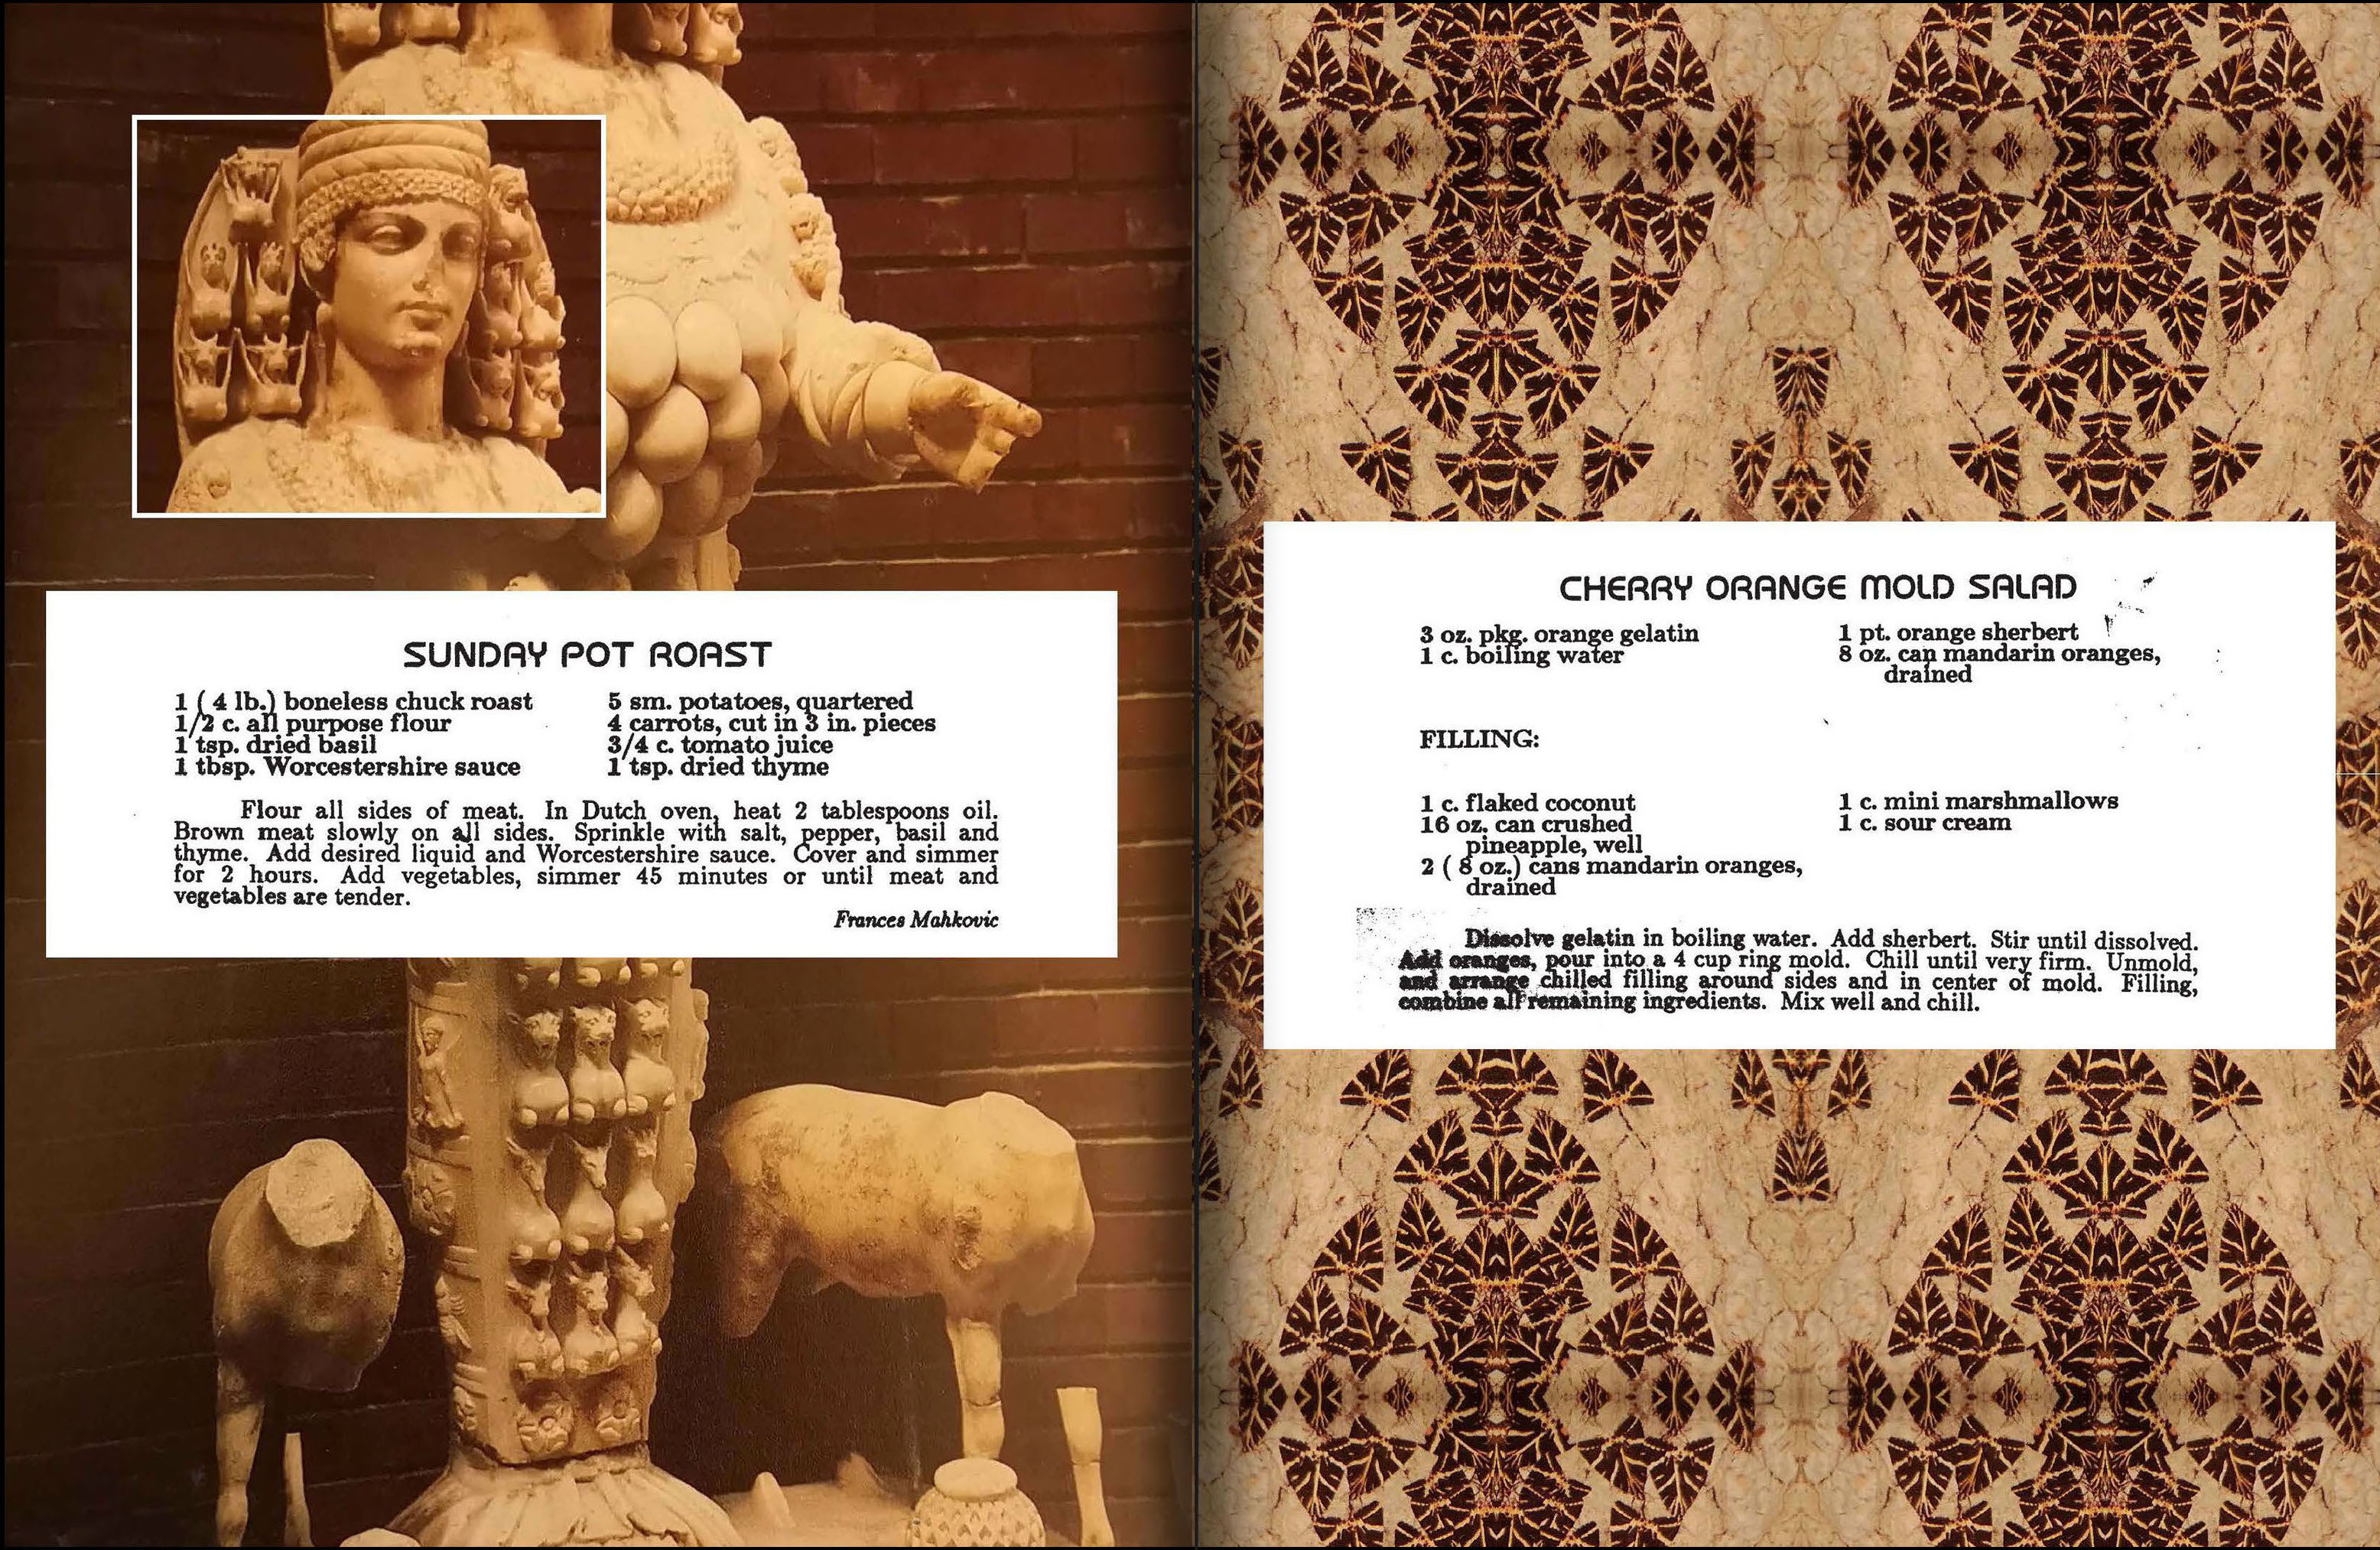 SUNDAY POT ROAST
1 ( 4 lb.) boneless chuck roast
1/2 c. all purpose flour
1 tsp. dried basil
1 tbsp. Worcestershire sauce
5 sm. potatoes, quartered
4 carrots, cut in 3 in. pieces
3/4 c. tomato juice
1 tsp. dried thyme
Flour all sides of meat. In Dutch oven, heat 2 tablespoons oil.
Brown meat slowly on all sides. Sprinkle with salt, pepper, basil and
thyme. Add desired liquid and Worcestershire sauce. Cover and simmer
for 2 hours. Add vegetables, simmer 45 minutes or until meat and
vegetables are tender.
Frances Mahkovic
CHERRY ORANGE MOLD SALAD
3 oz. pkg. orange gelatin
1 c. boiling water
1 pt. orange sherbert
8 oz. can mandarin oranges,
drained
FILLING:
1 c. flaked coconut
16 oz. can crushed
pineapple, well
2 ( 8 oz.) cans mandarin oranges,
drained
1 c. mini marshmallows
1 c. sour cream
Dissolve gelatin in boiling water. Add sherbert. Stir until dissolved.
Add oranges, pour into a 4 cup ring mold. Chill until very firm. Unmold,
and arrange chilled filling around sides and in center of mold. Filling,
combine all remaining ingredients. Mix well and chill.